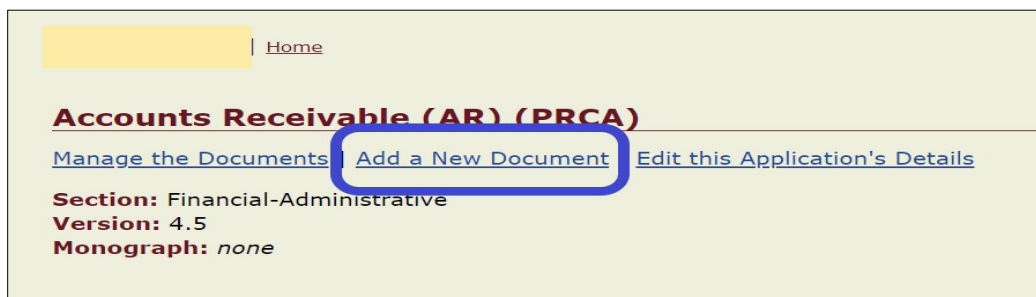 | Home
Accounts Receivable (AR) (PRCA)
Manage the Documents | Add a New Document | Edit this Application's Details
Section: Financial-Administrative
Version: 4.5
Monograph: none